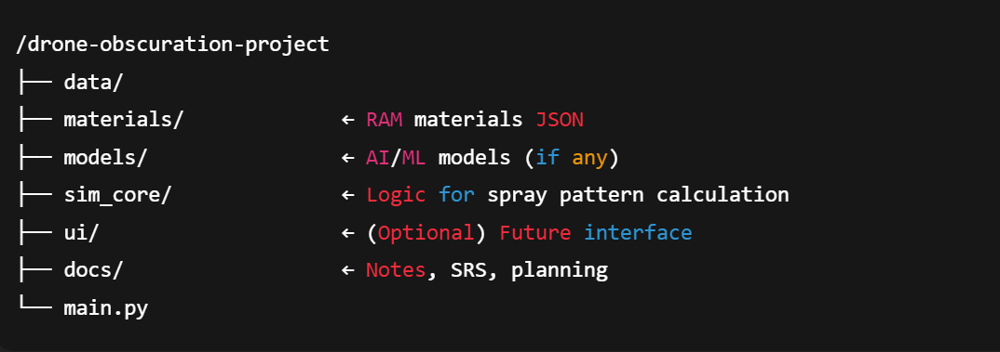 /drone-obscuration-project
├── data/
├── materials/ ← RAM materials JSON
├── models/ ← AI/ML models (if any)
├── sim_core/ ← Logic for spray pattern calculation
├── ui/ ← (Optional) Future interface
├── docs/ ← Notes, SRS, planning
└── main.py